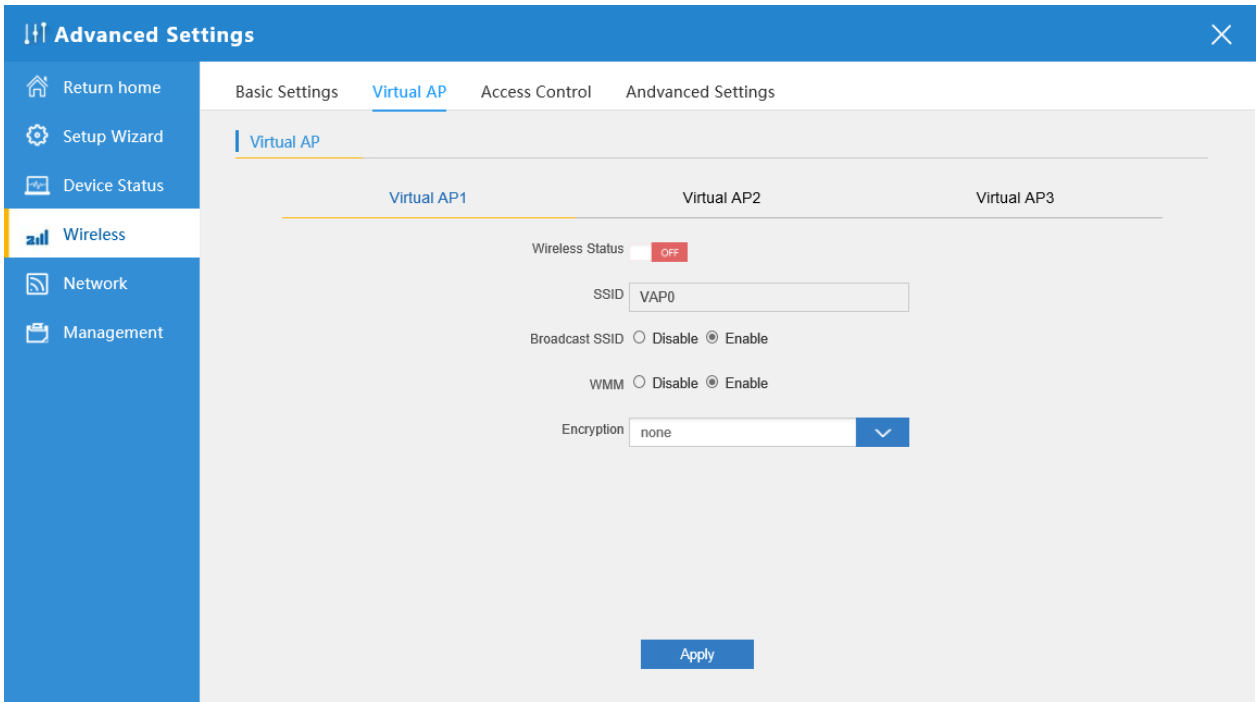 Advanced Settings
Return home
Setup Wizard
Device Status
Wireless
Network
Management
Basic Settings Virtual AP Access Control Andvanced Settings
Virtual AP
Virtual AP1 Virtual AP2 Virtual AP3
Wireless Status OFF
SSID VAP0
Broadcast SSID Disable Enable
WMM Disable Enable
Encryption none
Apply